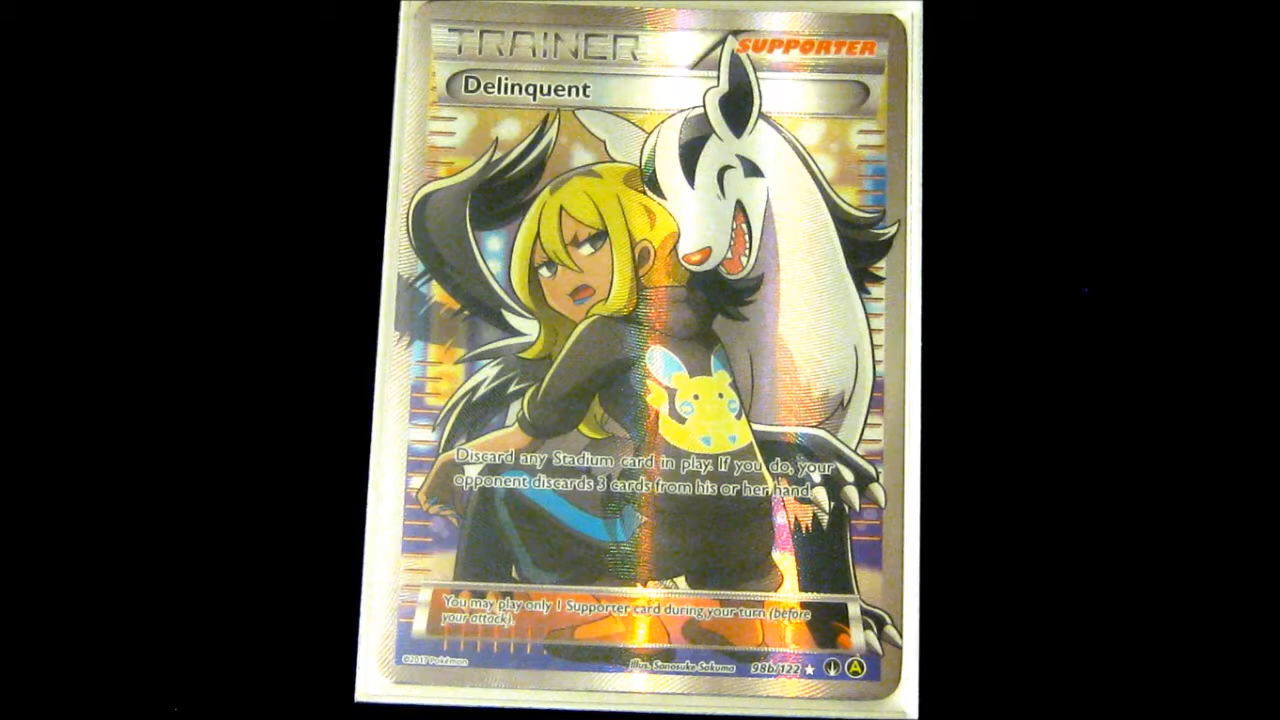 TRAINER
SUPPORTER
Delinquent
Discard any Stadium card in play. If you do, your
opponent discards 3 cards from his or her hand.
You may play only 1 Supporter card during your turn (before
your attack).
©2017 Pokémon
Illus. Sanosuke Sakuma
98b/122 ★ A